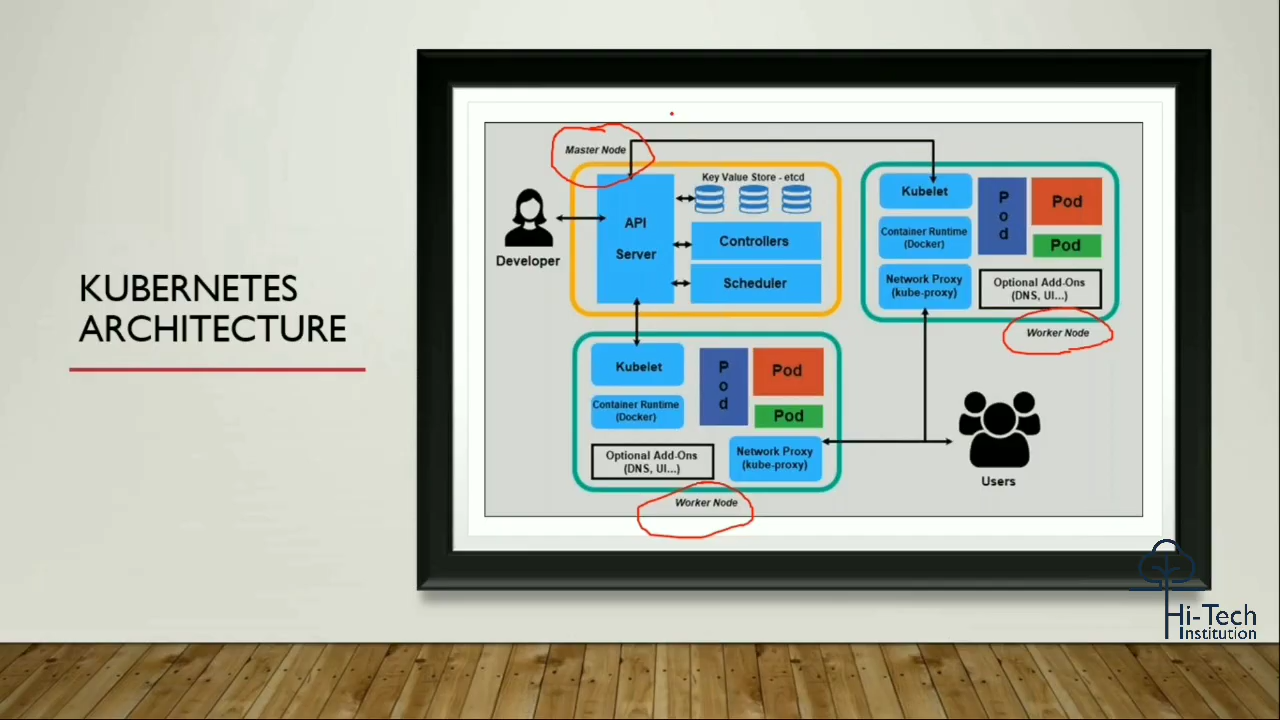 KUBERNETES
ARCHITECTURE
Master Node
Key Value Store - etcd
API
Server
Controllers
Scheduler
Developer
Kubelet
Container Runtime
(Docker)
Network Proxy
(kube-proxy)
P
o
d
Pod
Pod
Optional Add-Ons
(DNS, UI...)
Worker Node
Kubelet
Container Runtime
(Docker)
P
o
d
Pod
Pod
Optional Add-Ons
(DNS, UI...)
Network Proxy
(kube-proxy)
Worker Node
Users
Hi-Tech
Institution